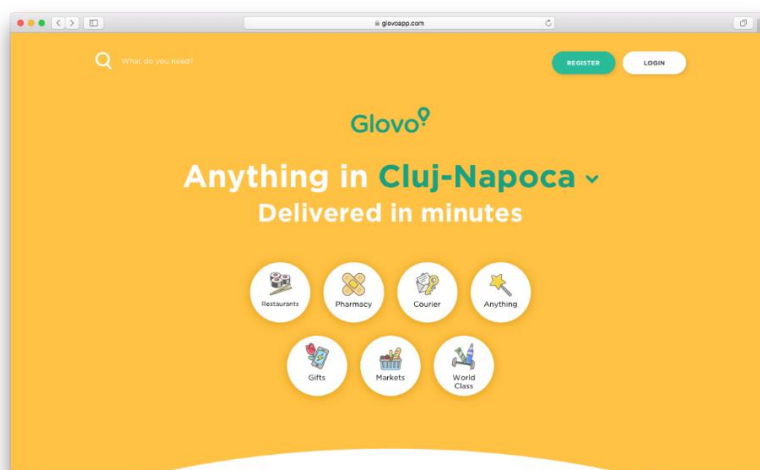 glovoapp.com
What do you need?
REGISTER
LOGIN
Glovo
Anything in Cluj-Napoca
Delivered in minutes
Restaurants
Pharmacy
Courier
Anything
Gifts
Markets
World
Class